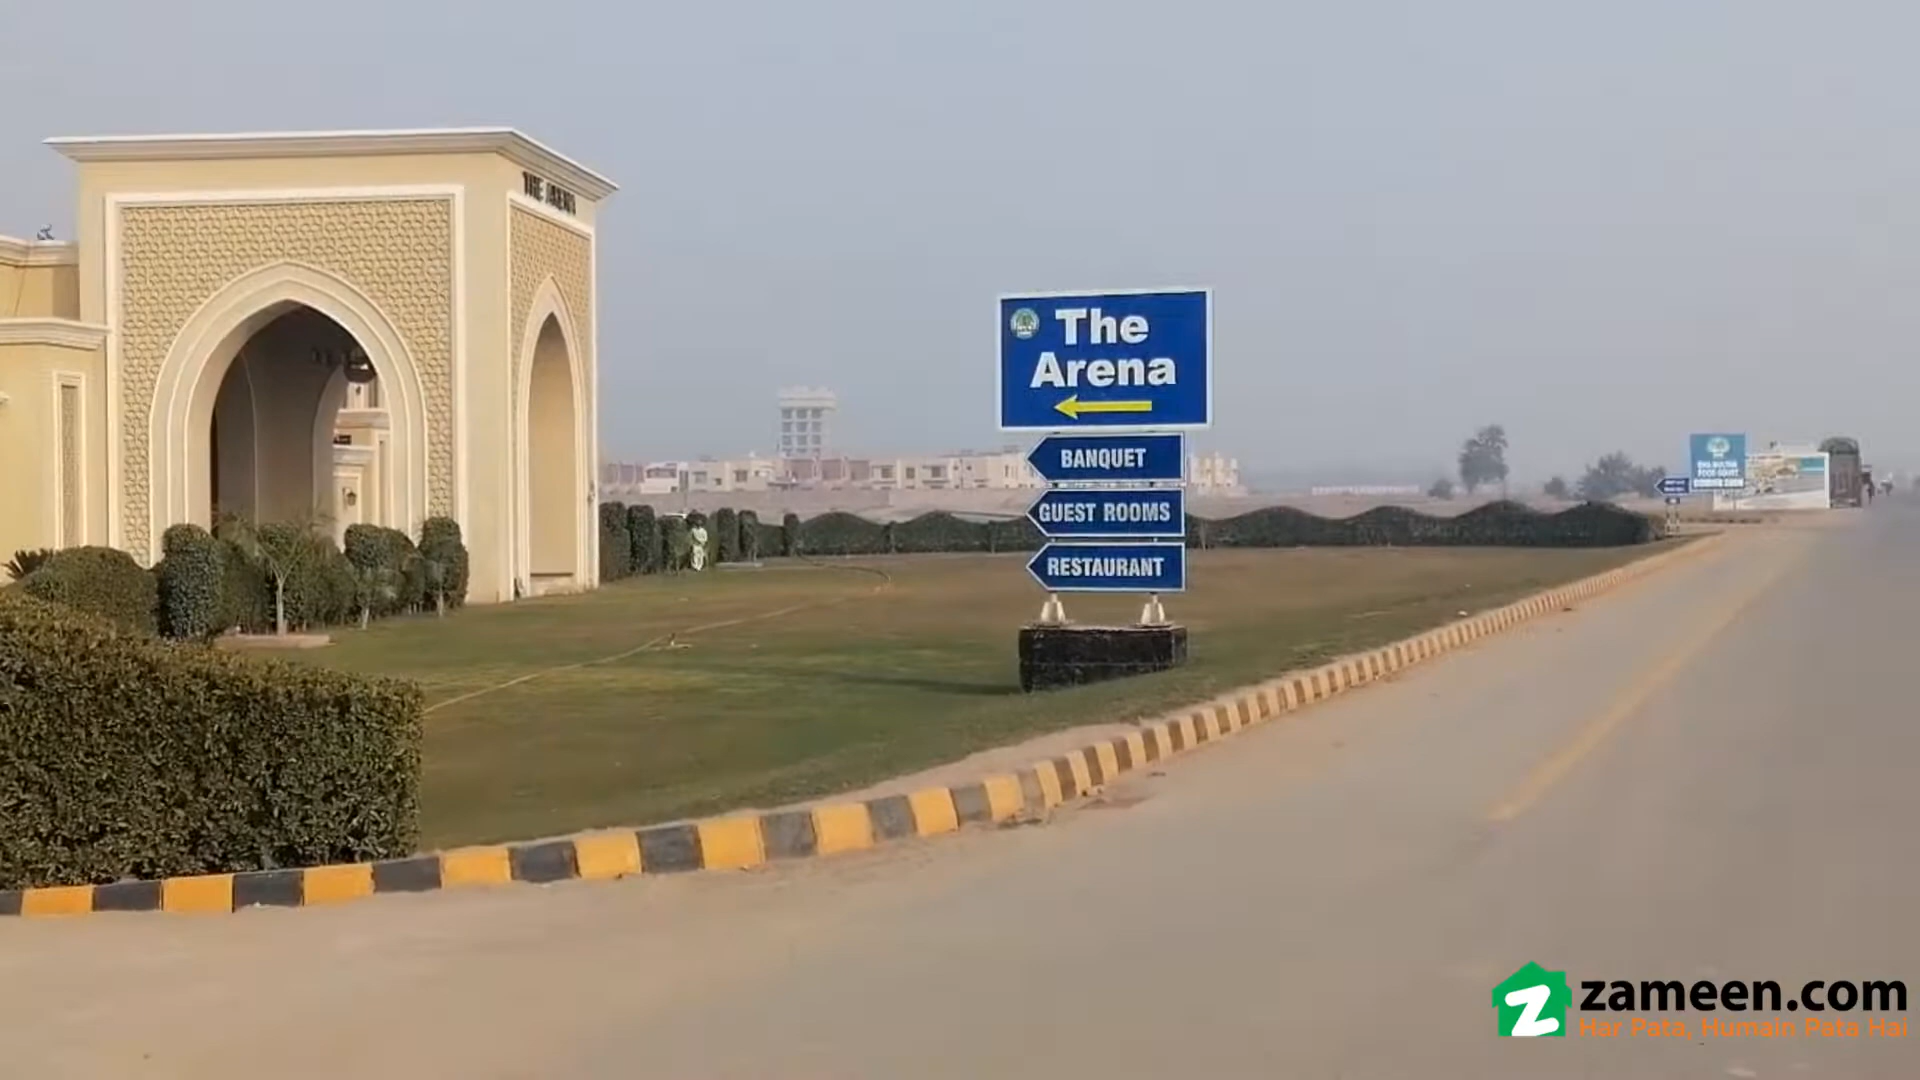 THE ARENA
The
Arena
BANQUET
GUEST ROOMS
RESTAURANT
zameen.com
Har Pata, Humain Pata Hai